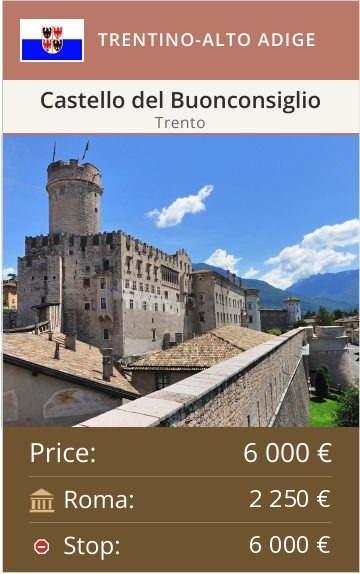 TRENTINO-ALTO ADIGE
Castello del Buonconsiglio
Trento
Price: 6 000 €
Roma: 2 250 €
Stop: 6 000 €